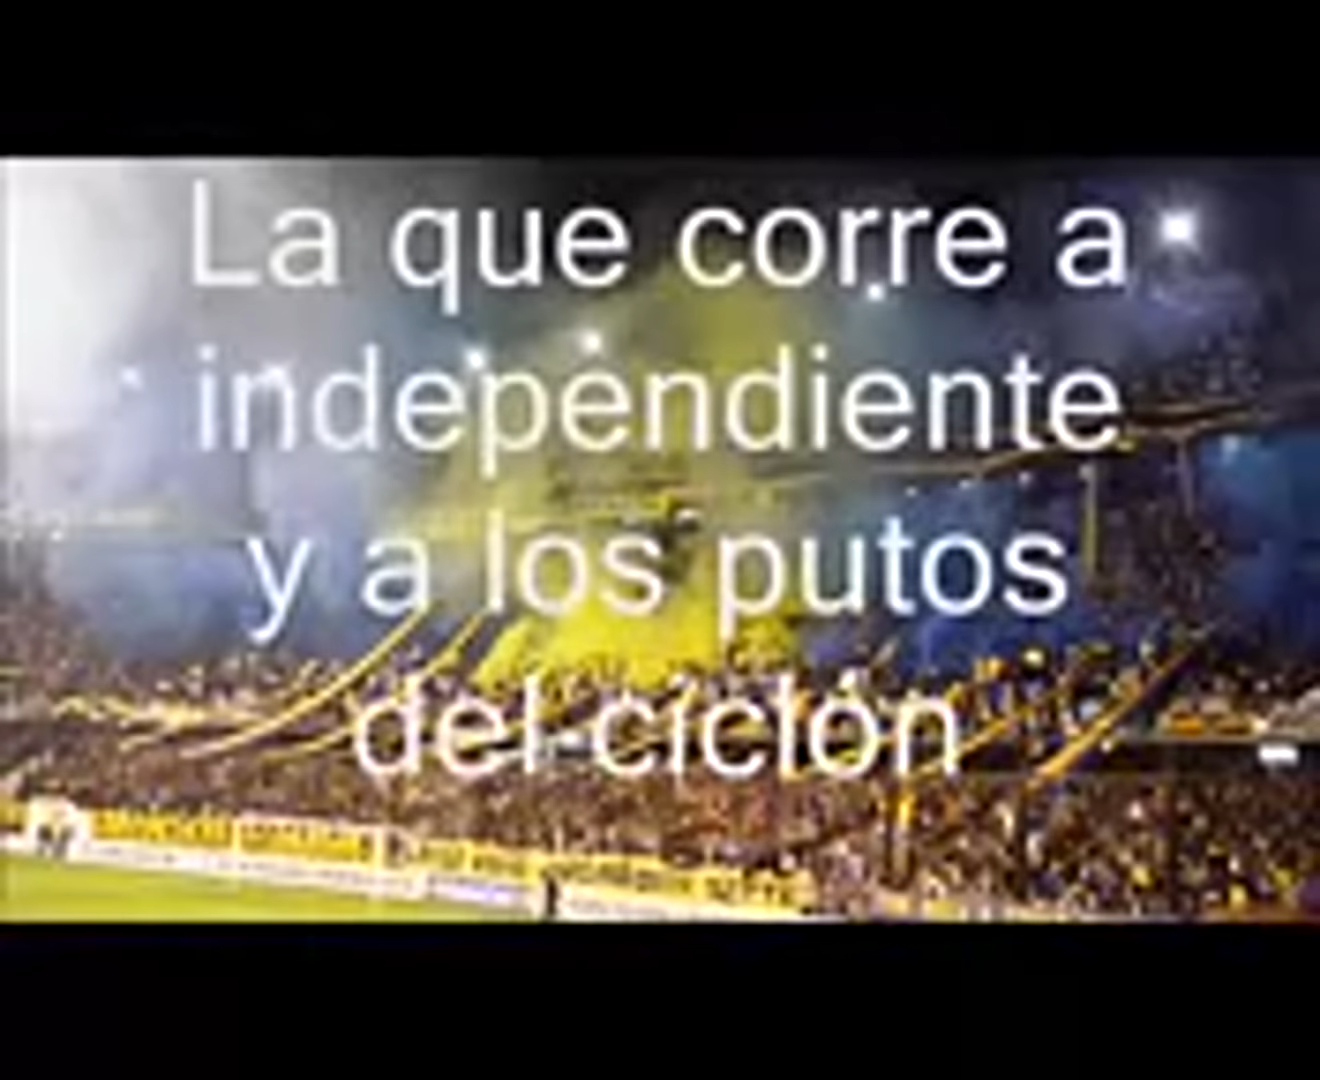 La que corre a
independiente
y a los putos
del ciclón